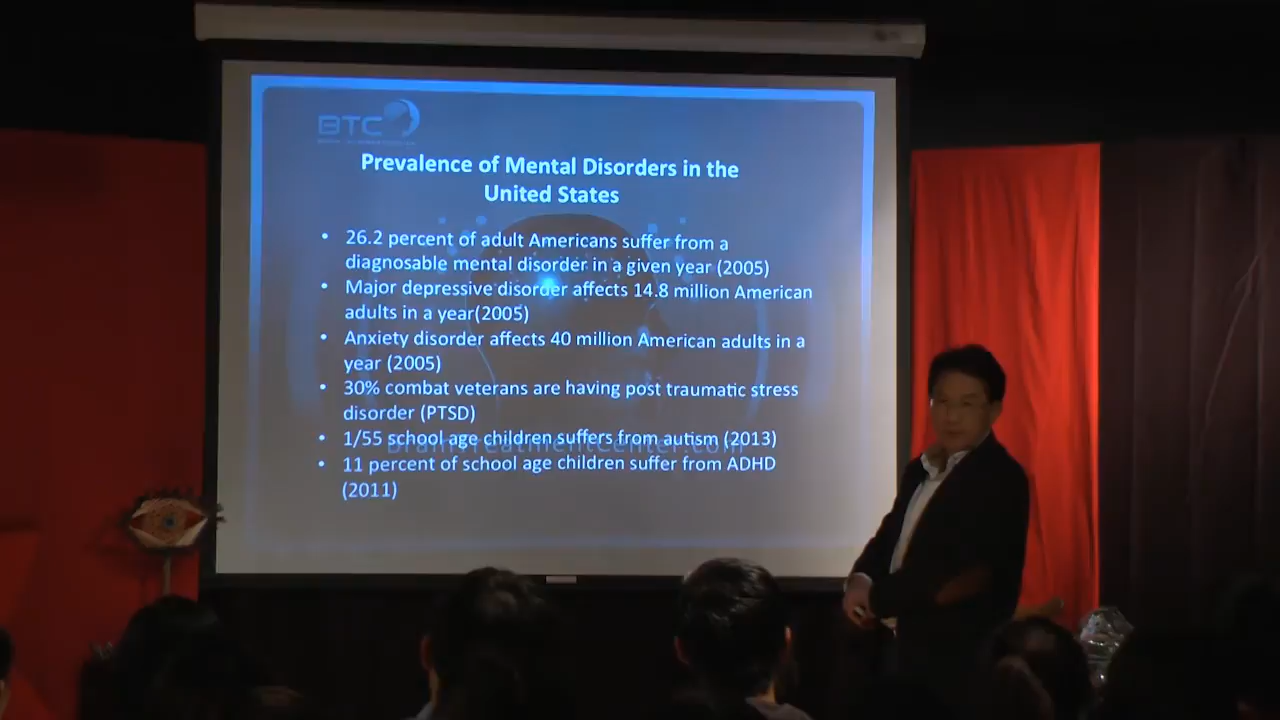 BTC
Prevalence of Mental Disorders in the
United States
• 26.2 percent of adult Americans suffer from a
diagnosable mental disorder in a given year (2005)
• Major depressive disorder affects 14.8 million American
adults in a year(2005)
• Anxiety disorder affects 40 million American adults in a
year (2005)
• 30% combat veterans are having post traumatic stress
disorder (PTSD)
• 1/55 school age children suffers from autism (2013)
BrainTreatmentCenter.com
• 11 percent of school age children suffer from ADHD
(2011)